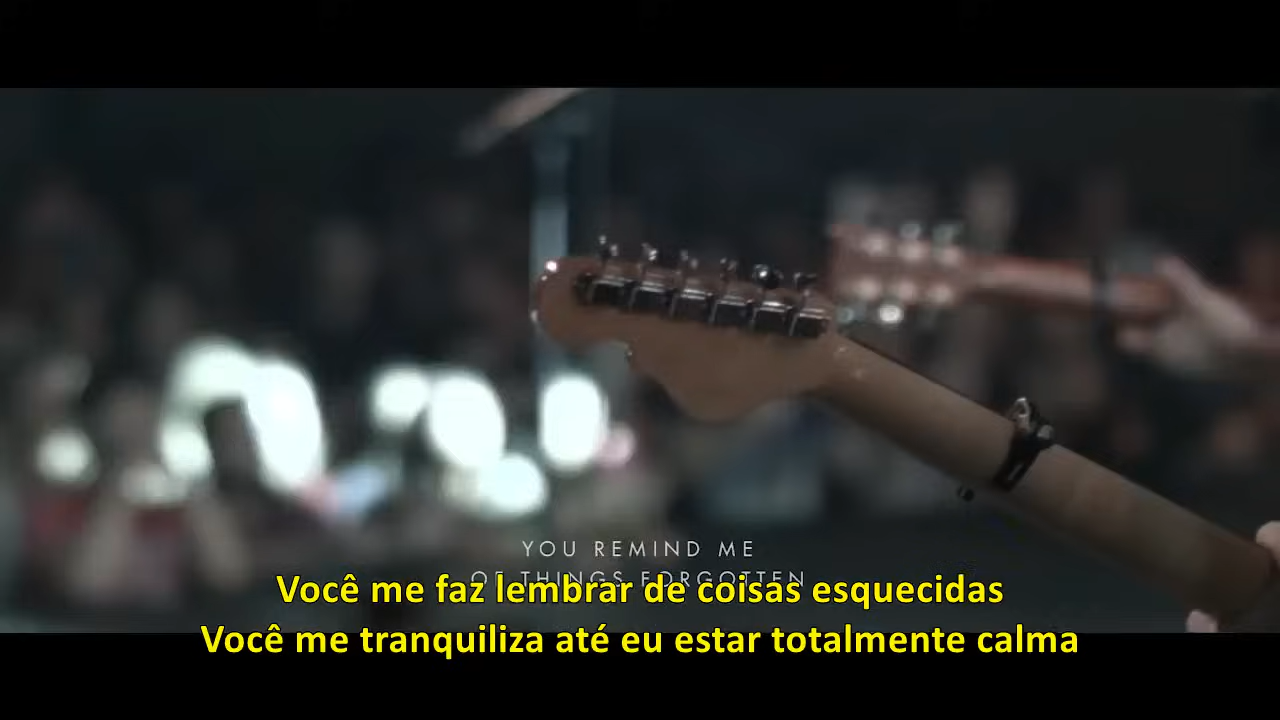 YOU REMIND ME
OF THINGS FORGOTTEN
Você me faz lembrar de coisas esquecidas
Você me tranquiliza até eu estar totalmente calma